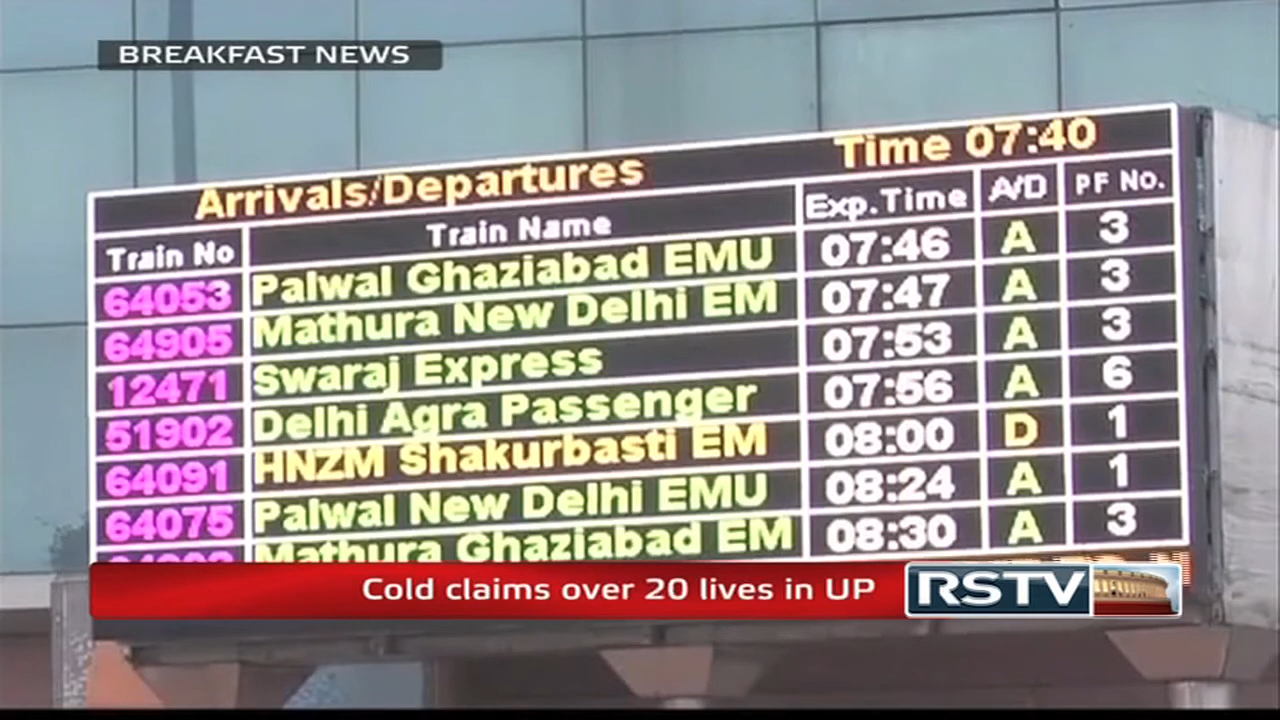 BREAKFAST NEWS
Arrivals/Departures Time 07:40
Train No Train Name Exp.Time A/D PF No.
64053 Palwal Ghaziabad EMU 07:46 A 3
64905 Mathura New Delhi EM 07:47 A 3
12471 Swaraj Express 07:53 A 3
51902 Delhi Agra Passenger 07:56 A 6
64091 HNZM Shakurbasti EM 08:00 D 1
64075 Palwal New Delhi EMU 08:24 A 1
Mathura Ghaziabad EM 08:30 A 3
Cold claims over 20 lives in UP
RSTV